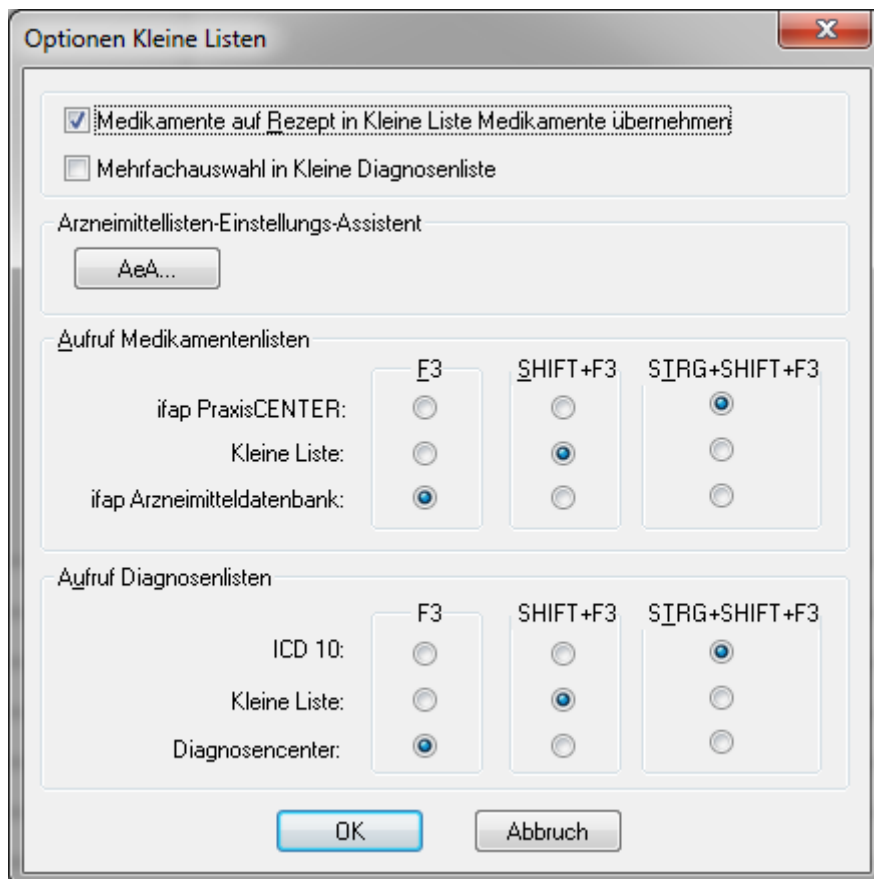 Optionen Kleine Listen
Medikamente auf Rezept in Kleine Liste Medikamente übernehmen
Mehrfachauswahl in Kleine Diagnosenliste
Arzneimittellisten-Einstellungs-Assistent
AeA...
Aufruf Medikamentenlisten
F3 SHIFT+F3 STRG+SHIFT+F3
ifap PraxisCENTER:
Kleine Liste:
ifap Arzneimitteldatenbank:
Aufruf Diagnosenlisten
F3 SHIFT+F3 STRG+SHIFT+F3
ICD 10:
Kleine Liste:
Diagnosencenter:
OK Abbruch